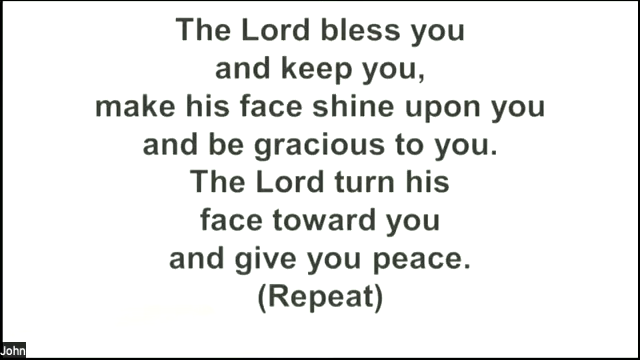 The Lord bless you
and keep you,
make his face shine upon you
and be gracious to you.
The Lord turn his
face toward you
and give you peace.
(Repeat)
John